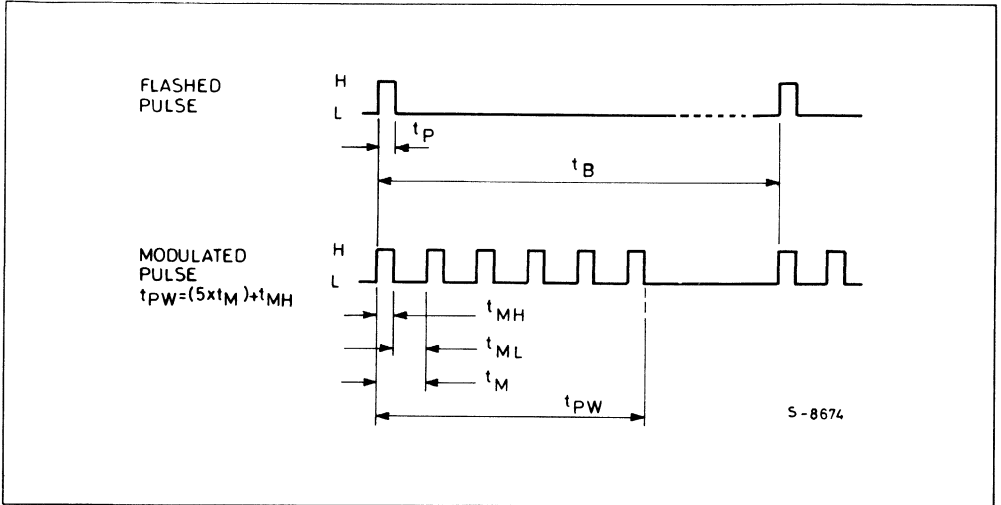 FLASHED
PULSE
H
L
tP
tB
MODULATED
PULSE
tPW=(5xtM)+tMH
H
L
tMH
tML
tM
tPW
S-8674